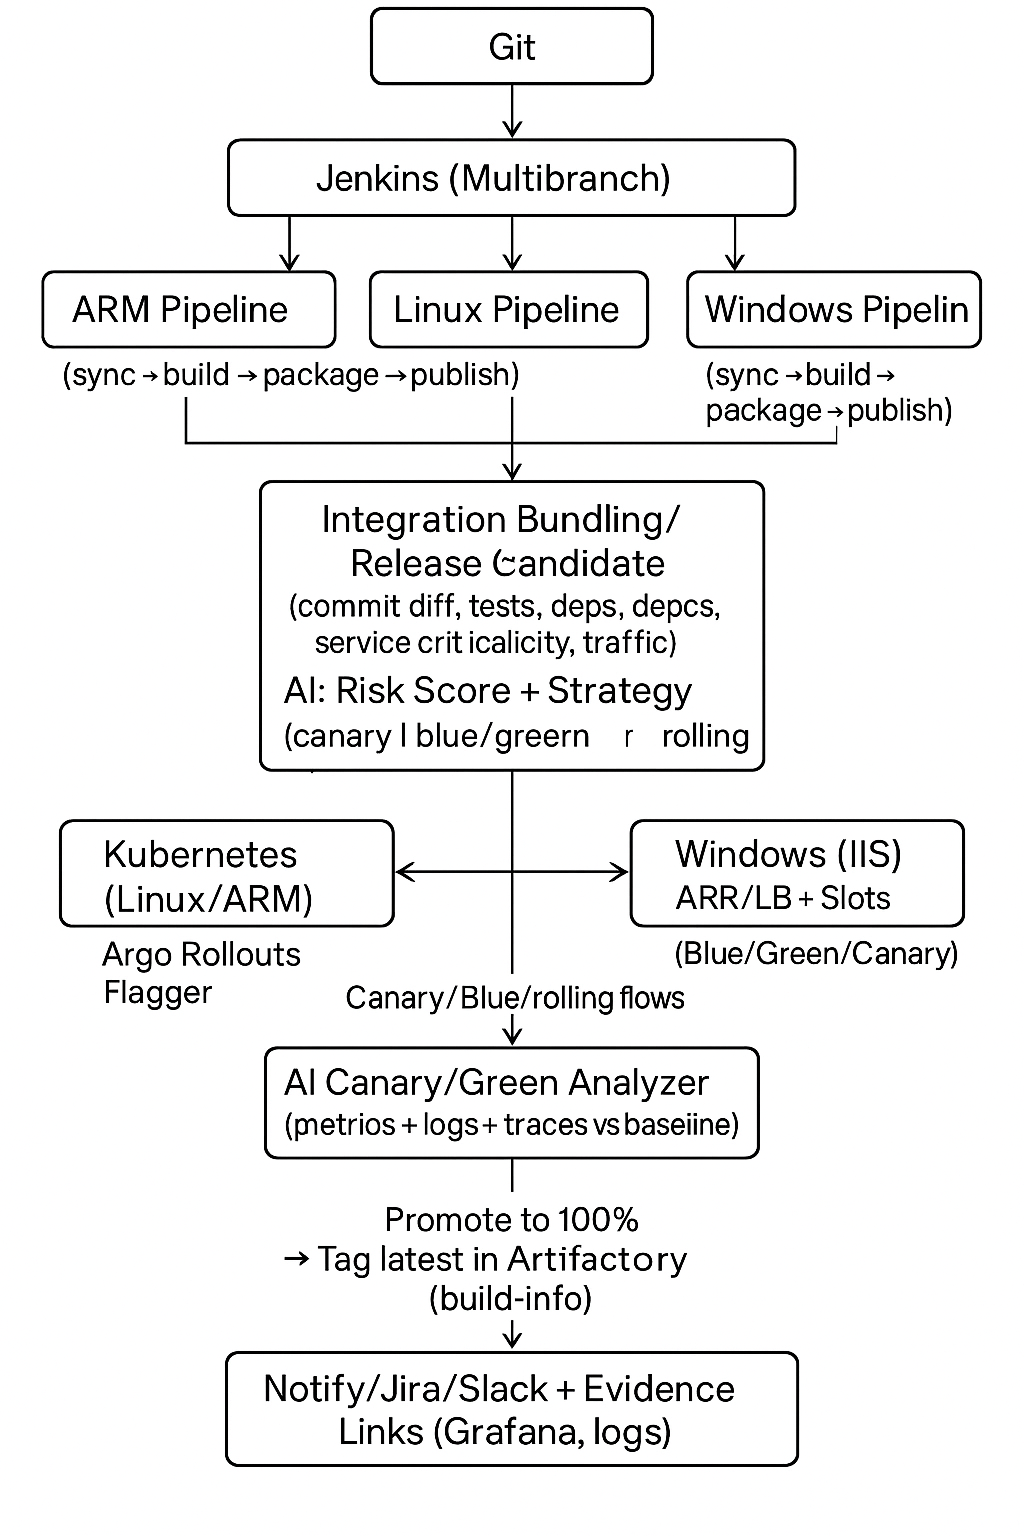 Git
Jenkins (Multibranch)
ARM Pipeline
Linux Pipeline
Windows Pipelin
(sync → build → package → publish)
(sync → build →
package → publish)
Integration Bundling/
Release Candidate
(commit diff, tests, deps, depcs,
service crit icalicity, traffic)
AI: Risk Score + Strategy
(canary | blue/greern r rolling
Kubernetes
(Linux/ARM)
Windows (IIS)
ARR/LB + Slots
Argo Rollouts
Flagger
(Blue/Green/Canary)
Canary/Blue/rolling flows
AI Canary/Green Analyzer
(metrios + logs + traces vs baseiine)
Promote to 100%
→ Tag latest in Artifactory
(build-info)
Notify/Jira/Slack + Evidence
Links (Grafana, logs)